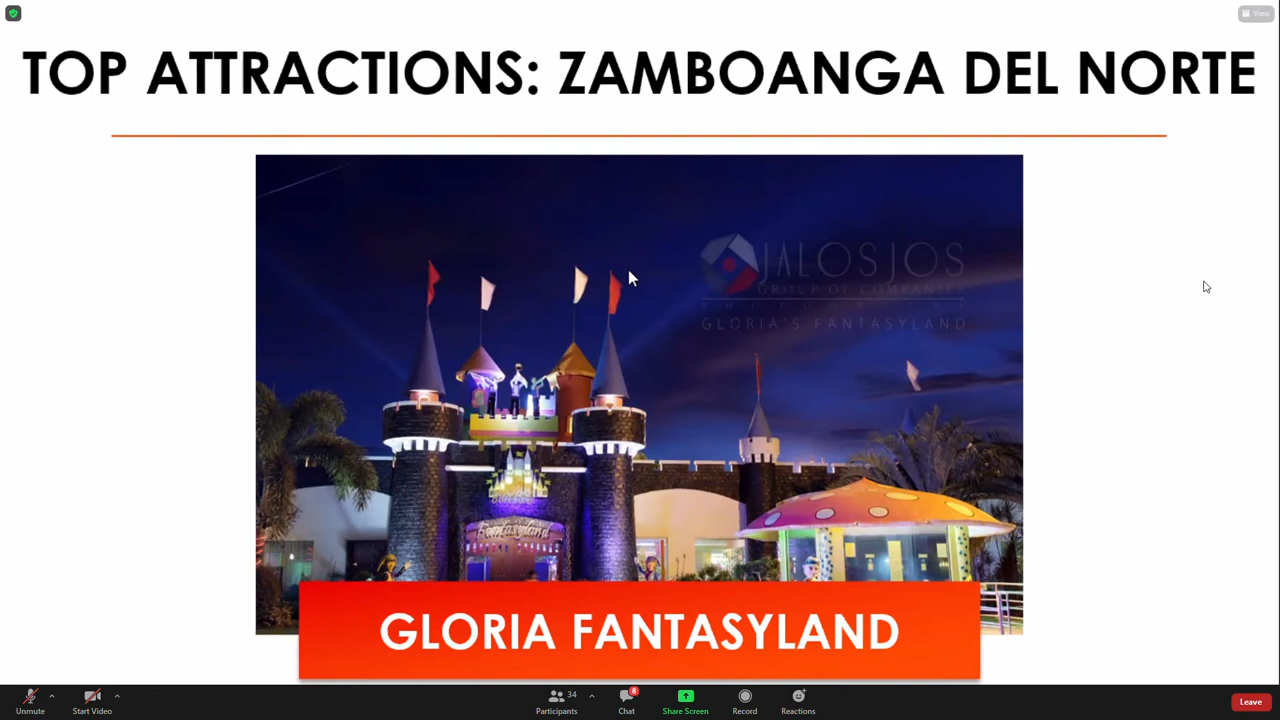 View
TOP ATTRACTIONS: ZAMBOANGA DEL NORTE
JALOSJOS
GROUP OF COMPANIES
GLORIA'S FANTASYLAND
Fantasyland
GLORIA FANTASYLAND
34
8
Unmute
Start Video
Participants
Chat
Share Screen
Record
Reactions
Leave